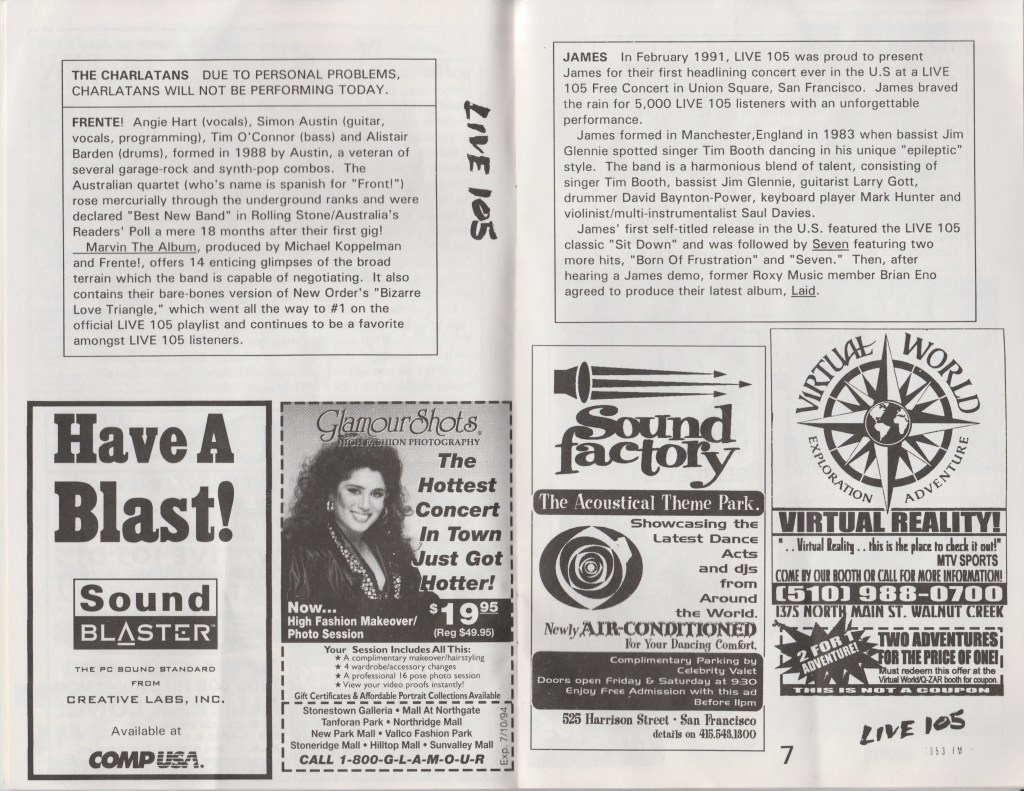 THE CHARLATANS DUE TO PERSONAL PROBLEMS,
CHARLATANS WILL NOT BE PERFORMING TODAY.
FRENTE! Angie Hart (vocals), Simon Austin (guitar,
vocals, programming), Tim O'Connor (bass) and Alistair
Barden (drums), formed in 1988 by Austin, a veteran of
several garage-rock and synth-pop combos. The
Australian quartet (who's name is spanish for "Front!")
rose mercurially through the underground ranks and were
declared "Best New Band" in Rolling Stone/Australia's
Readers' Poll a mere 18 months after their first gig!
Marvin The Album, produced by Michael Koppelman
and Frente!, offers 14 enticing glimpses of the broad
terrain which the band is capable of negotiating. It also
contains their bare-bones version of New Order's "Bizarre
Love Triangle," which went all the way to #1 on the
official LIVE 105 playlist and continues to be a favorite
amongst LIVE 105 listeners.
LIVE 105
Have A
Blast!
Sound
BLASTER™
THE PC SOUND STANDARD
FROM
CREATIVE LABS, INC.
Available at
COMPUSA.
GlamourShots®
HIGH FASHION PHOTOGRAPHY
The
Hottest
Concert
In Town
Just Got
Hotter!
Now...
High Fashion Makeover/
Photo Session
$19.95
(Reg $49.95)
Your Session Includes All This:
★ A complimentary makeover/hairstyling
★ 4 wardrobe/accessory changes
★ A professional 16 pose photo session
★ View your video proofs instantly!
Gift Certificates & Affordable Portrait Collections Available
Stonestown Galleria • Mall At Northgate
Tanforan Park • Northridge Mall
New Park Mall • Vallco Fashion Park
Stoneridge Mall • Hilltop Mall • Sunvalley Mall
CALL 1-800-G-L-A-M-O-U-R
Exp. 7/10/94
JAMES In February 1991, LIVE 105 was proud to present
James for their first headlining concert ever in the U.S at a LIVE
105 Free Concert in Union Square, San Francisco. James braved
the rain for 5,000 LIVE 105 listeners with an unforgettable
performance.
James formed in Manchester,England in 1983 when bassist Jim
Glennie spotted singer Tim Booth dancing in his unique "epileptic"
style. The band is a harmonious blend of talent, consisting of
singer Tim Booth, bassist Jim Glennie, guitarist Larry Gott,
drummer David Baynton-Power, keyboard player Mark Hunter and
violinist/multi-instrumentalist Saul Davies.
James' first self-titled release in the U.S. featured the LIVE 105
classic "Sit Down" and was followed by Seven featuring two
more hits, "Born Of Frustration" and "Seven." Then, after
hearing a James demo, former Roxy Music member Brian Eno
agreed to produce their latest album, Laid.
Sound
factory
The Acoustical Theme Park.
Showcasing the
Latest Dance
Acts
and djs
from
Around
the World.
Newly AIR-CONDITIONED
For Your Dancing Comfort.
Complimentary Parking by
Celebrity Valet
Doors open Friday & Saturday at 9:30
Enjoy Free Admission with this ad
Before 11pm
525 Harrison Street • San Francisco
details on 415.543.1300
VIRTUAL WORLD
EXPLORATION ADVENTURE
VIRTUAL REALITY!
". . Virtual Reality . . this is the place to check it out!"
MTV SPORTS
COME BY OUR BOOTH OR CALL FOR MORE INFORMATION!
(510) 988-0700
1375 NORTH MAIN ST. WALNUT CREEK
2 FOR 1
ADVENTURE!
TWO ADVENTURES
FOR THE PRICE OF ONE!
Must redeem this offer at the
Virtual World/Q-ZAR booth for coupon.
THIS IS NOT A COUPON
LIVE 105
7